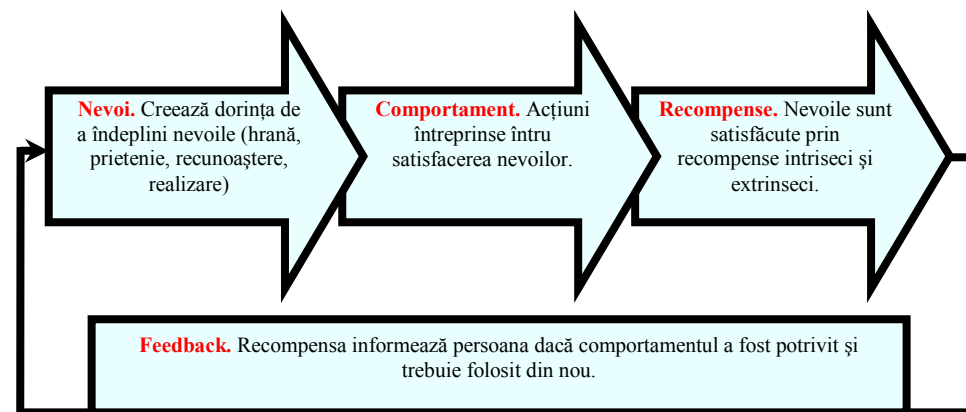 Nevoi. Creează dorința de
a îndeplini nevoile (hrană,
prietenie, recunoaștere,
realizare)
Comportament. Acțiuni
întreprinse întru
satisfacerea nevoilor.
Recompense. Nevoile sunt
satisfăcute prin
recompense intriseci și
extrinseci.
Feedback. Recompensa informează persoana dacă comportamentul a fost potrivit și
trebuie folosit din nou.